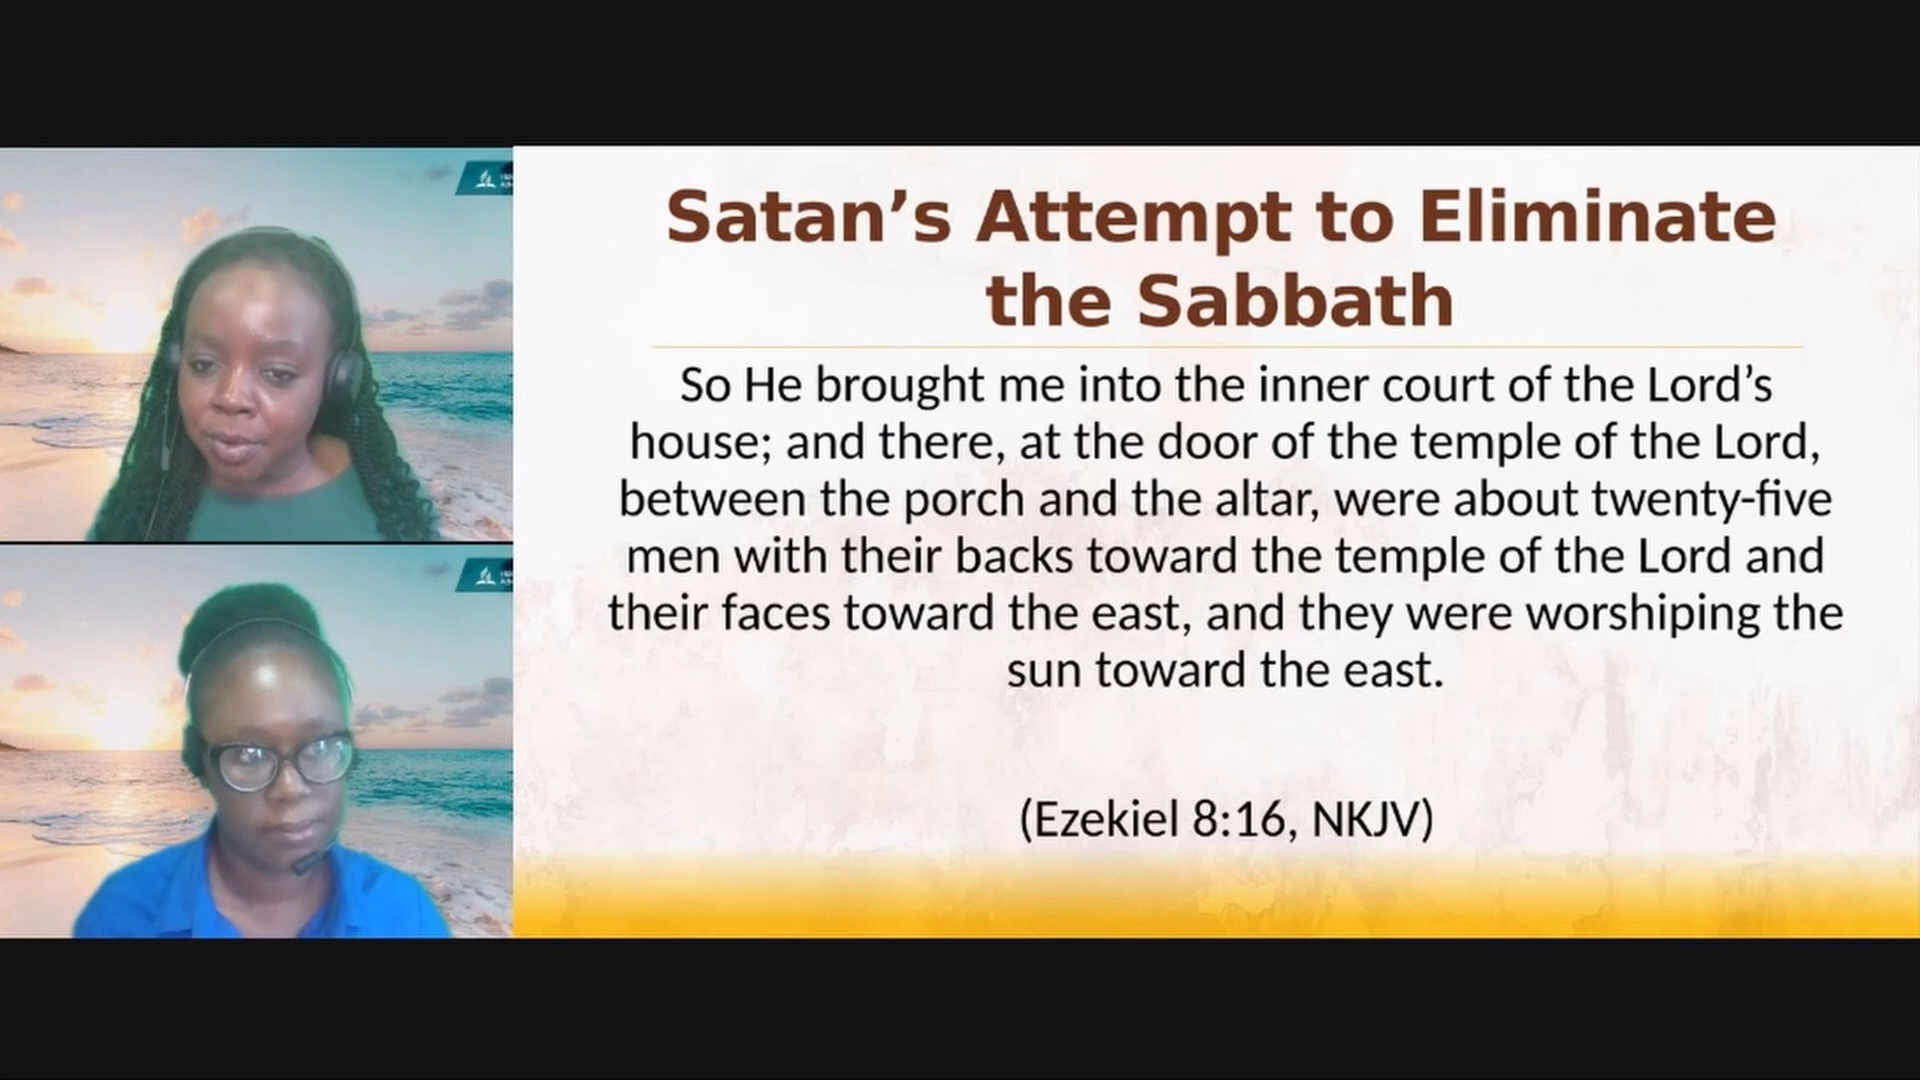 Satan’s Attempt to Eliminate
the Sabbath
So He brought me into the inner court of the Lord’s
house; and there, at the door of the temple of the Lord,
between the porch and the altar, were about twenty-five
men with their backs toward the temple of the Lord and
their faces toward the east, and they were worshiping the
sun toward the east.
(Ezekiel 8:16, NKJV)